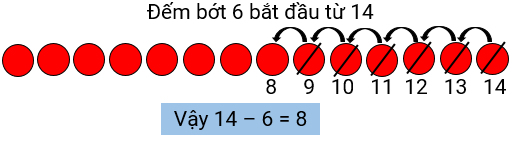 Đếm bớt 6 bắt đầu từ 14
8 9 10 11 12 13 14
Vậy 14 – 6 = 8